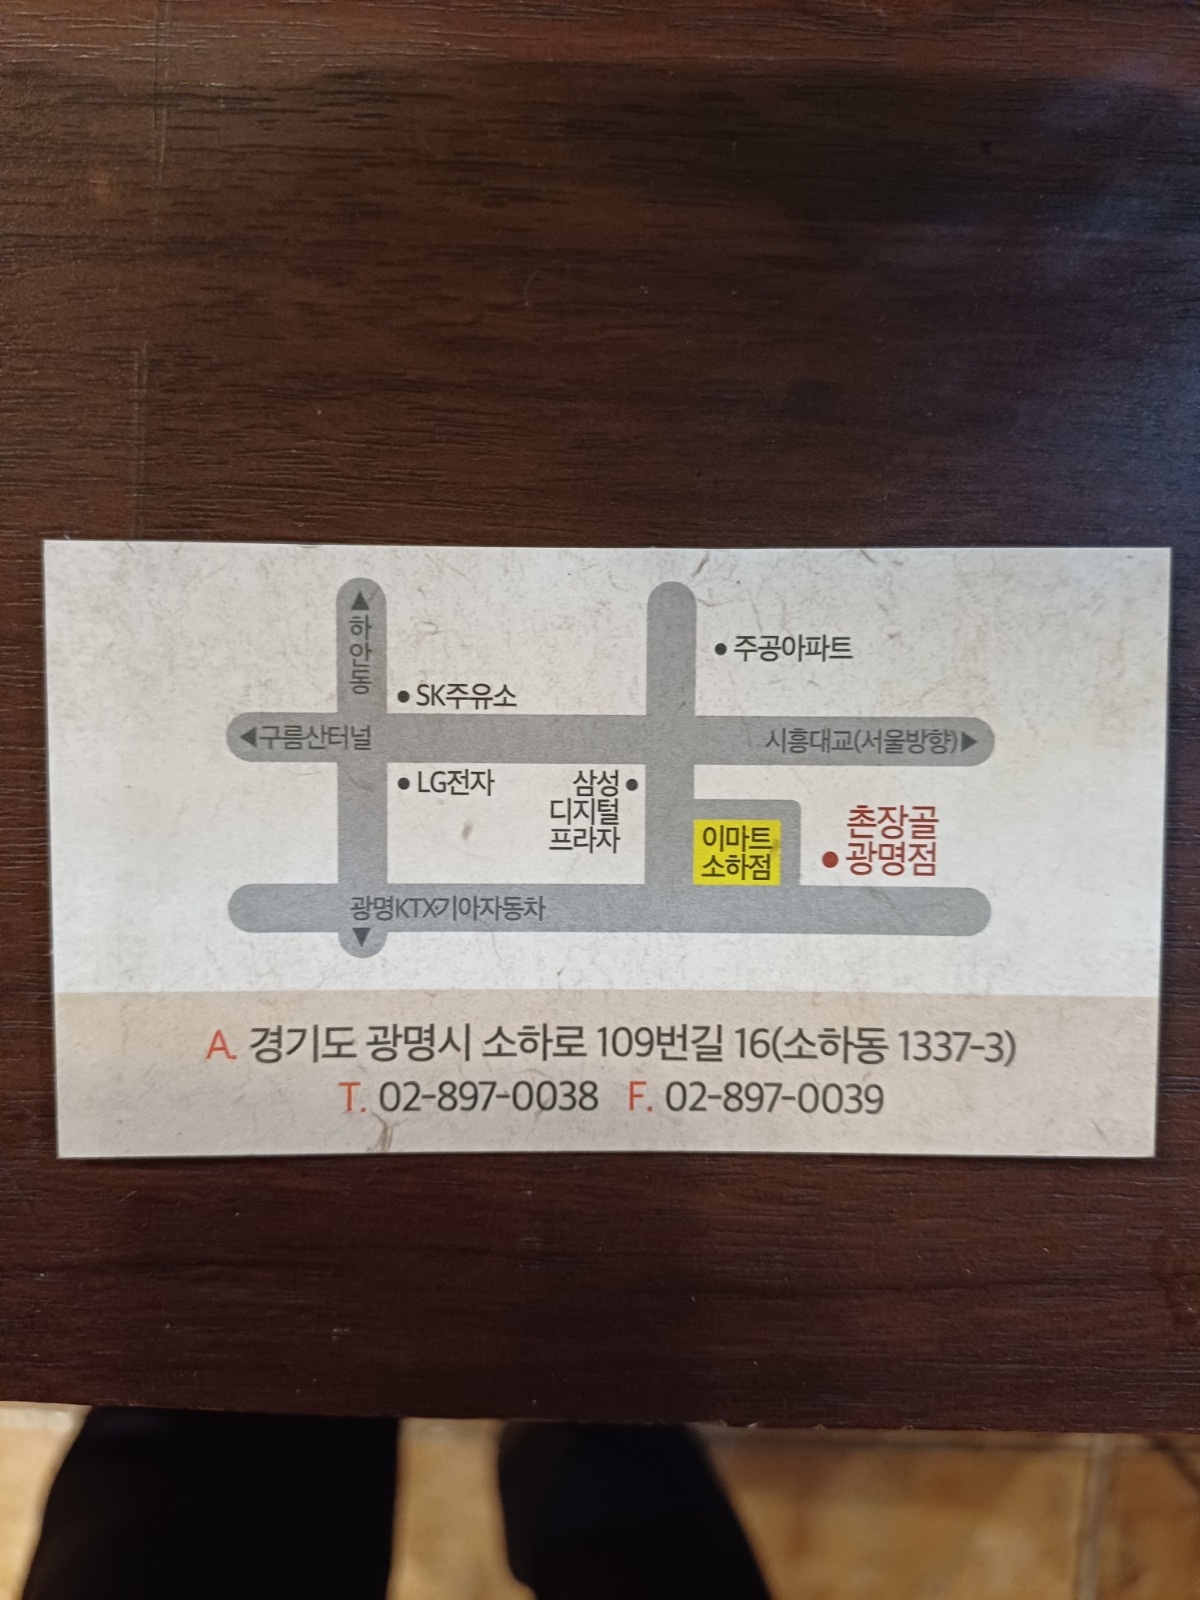 ▲하안동
• 주공아파트
• SK주유소
◀구름산터널
시흥대교(서울방향)▶
• LG전자
삼성 •
디지털
프라자
이마트
소하점
촌장골
• 광명점
광명KTX·기아자동차
▼
A. 경기도 광명시 소하로 109번길 16(소하동 1337-3)
T. 02-897-0038 F. 02-897-0039